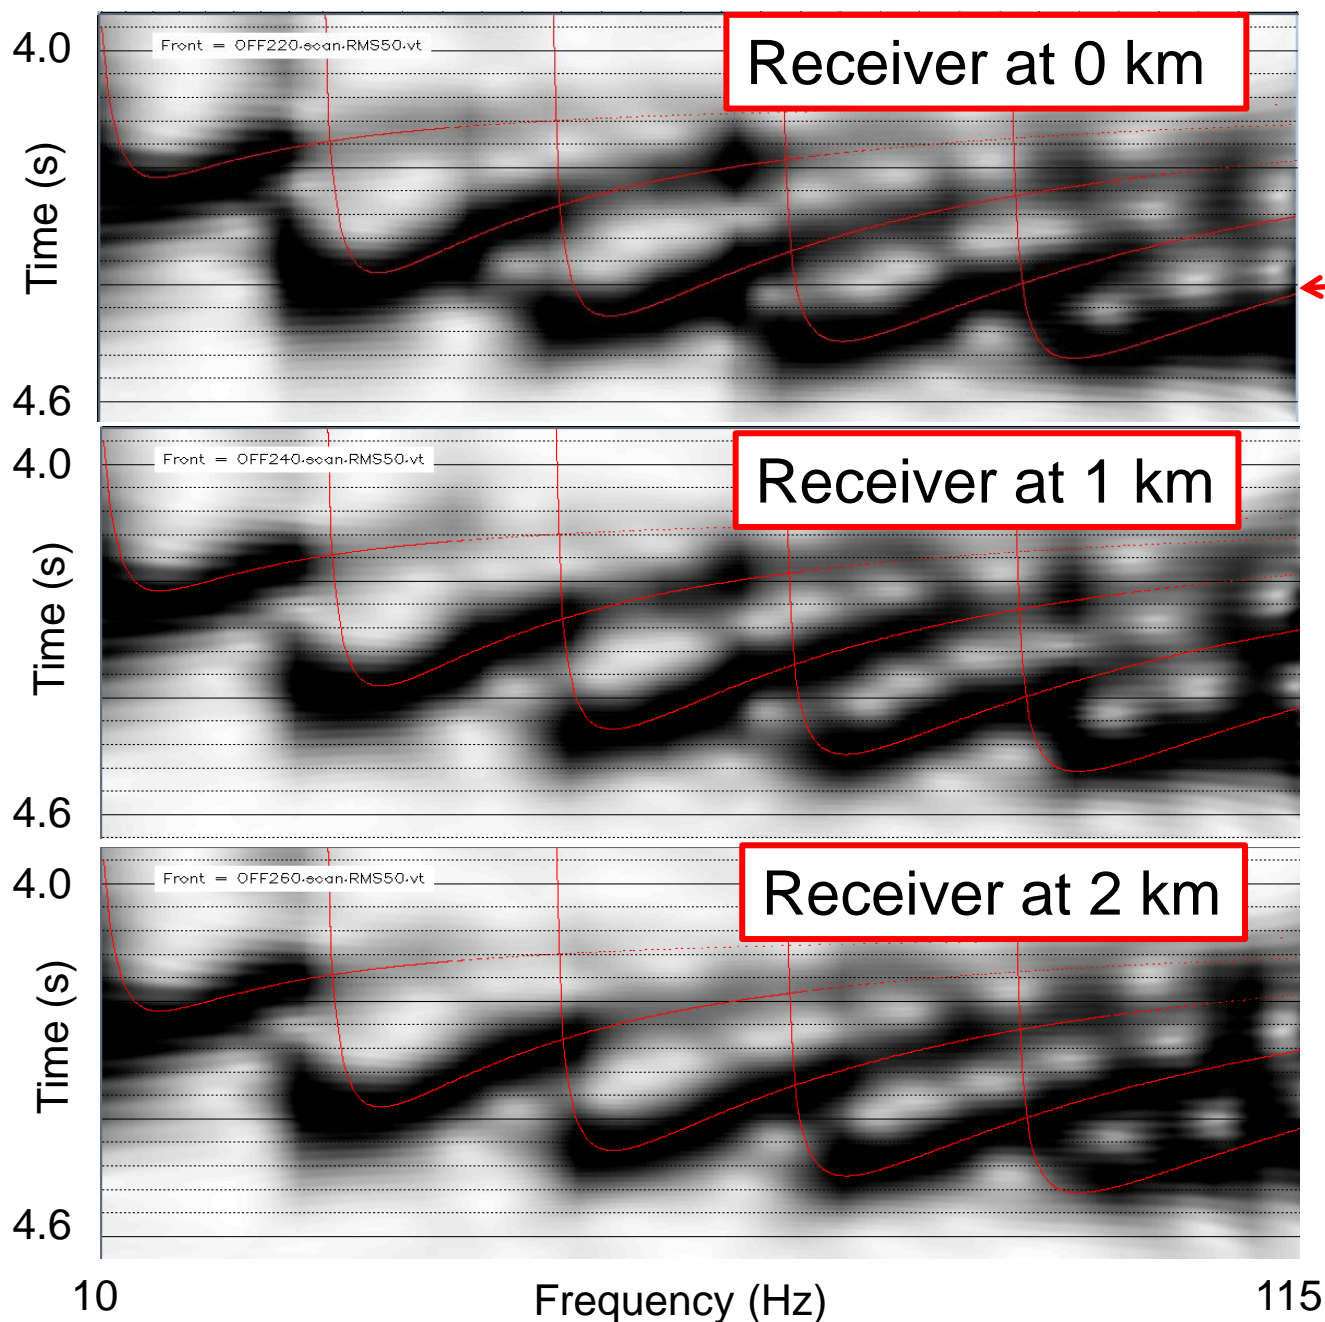 4.0
Front = OFF220.scan.RMS50.vt
Receiver at 0 km
Time (s)
4.6
4.0
Front = OFF240.scan.RMS50.vt
Receiver at 1 km
Time (s)
4.6
4.0
Front = OFF260.scan.RMS50.vt
Receiver at 2 km
Time (s)
4.6
10
Frequency (Hz)
115